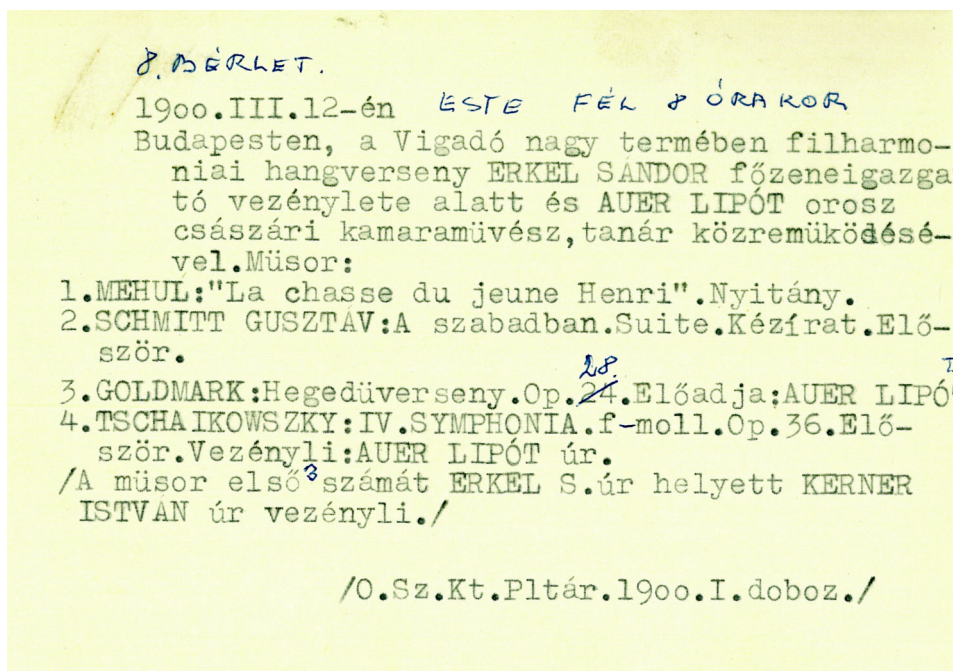 8. BÉRLET.
19oo.III.12-én ESTE FÉL 8 ÓRAKOR
Budapesten, a Vigadó nagy termében filharmo-
niai hangverseny ERKEL SÁNDOR főzeneigazga
tó vezénylete alatt és AUER LIPÓT orosz
császári kamaraművész,tanár közremüködésé-
vel.Müsor:
1.MEHUL:"La chasse du jeune Henri".Nyitány.
2.SCHMITT GUSZTÁV:A szabadban.Suite.Kézírat.Elő-
ször.
28.
3.GOLDMARK:Hegedüverseny.Op.24.Előadja:AUER LIPÓT
4.TSCHAIKOWSZKY:IV.SYMPHONIA.f-moll.Op.36.Elő-
ször.Vezényli:AUER LIPÓT úr.
/A müsor első 3 számát ERKEL S.úr helyett KERNER
ISTVÁN úr vezényli./
/O.Sz.Kt.Pltár.19oo.I.doboz./